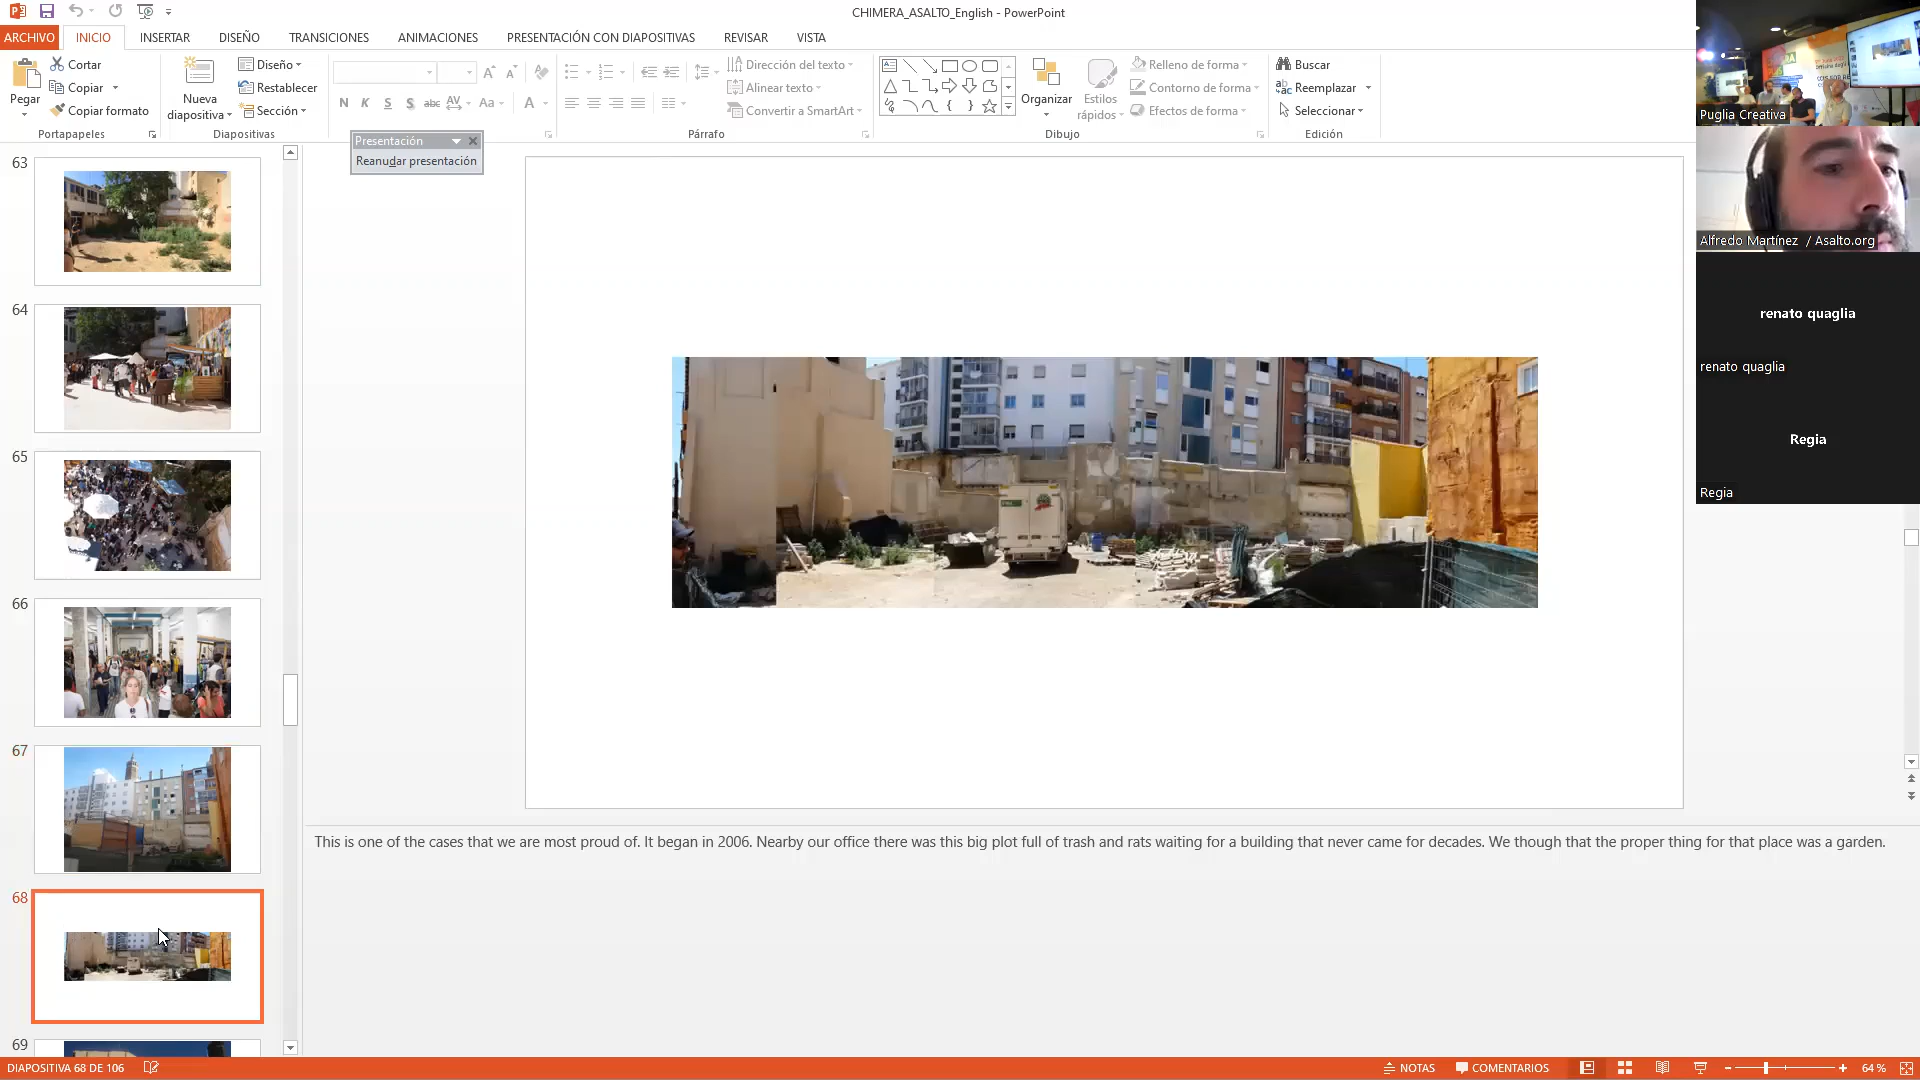 CHIMERA_ASALTO_English - PowerPoint
ARCHIVO INICIO INSERTAR DISEÑO TRANSICIONES ANIMACIONES PRESENTACIÓN CON DIAPOSITIVAS REVISAR VISTA
Pegar
Cortar
Copiar
Copiar formato
Portapapeles
Nueva
diapositiva
Diseño
Restablecer
Sección
Diapositivas
N K S S abc AV Aa A
Dirección del texto
Alinear texto
Convertir a SmartArt
Párrafo
Organizar
Estilos
rápidos
Relleno de forma
Contorno de forma
Efectos de forma
Dibujo
Buscar
Reemplazar
Seleccionar
Edición
Presentación
Reanudar presentación
63
64
65
66
67
68
69
Puglia Creativa
Alfredo Martínez / Asalto.org
renato quaglia
renato quaglia
Regia
Regia
This is one of the cases that we are most proud of. It began in 2006. Nearby our office there was this big plot full of trash and rats waiting for a building that never came for decades. We though that the proper thing for that place was a garden.
DIAPOSITIVA 68 DE 106
NOTAS COMENTARIOS 64 %